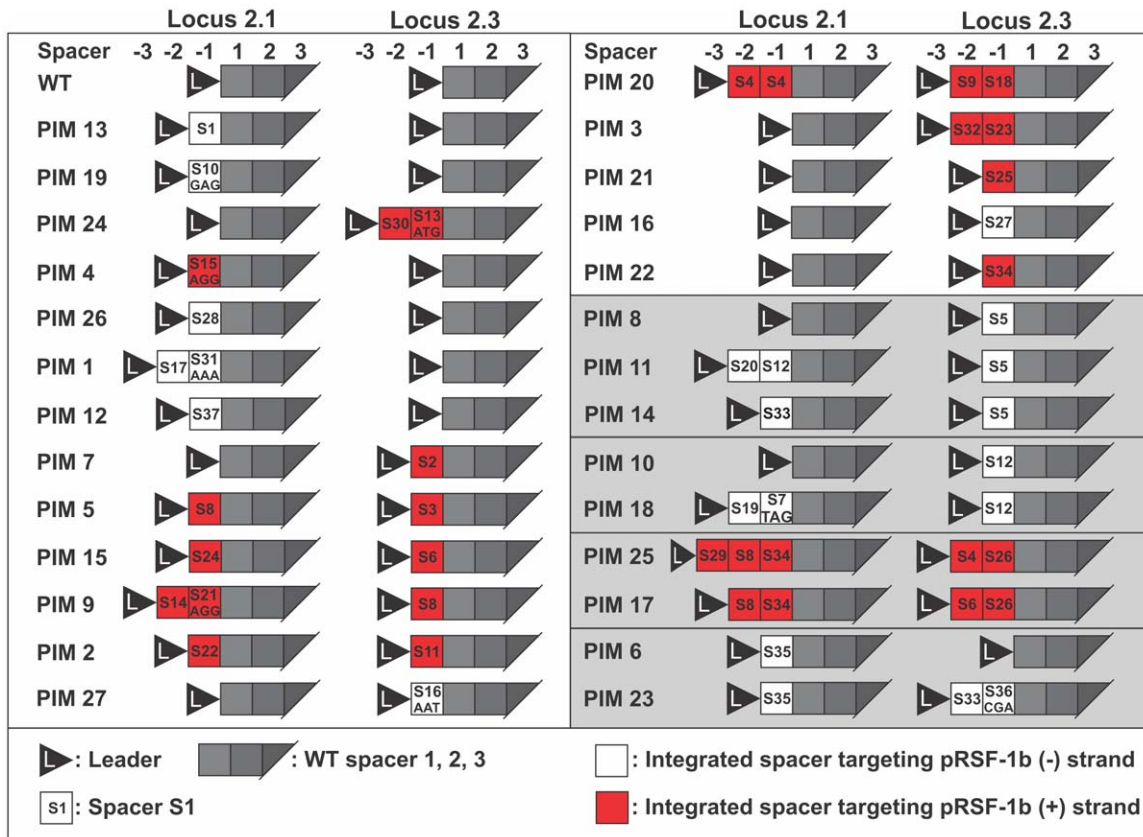 Locus 2.1 Locus 2.3
Spacer -3 -2 -1 1 2 3 -3 -2 -1 1 2 3
WT L L
PIM 13 L S1 L
PIM 19 L S10 GAG L
PIM 24 L L S30 S13 ATG
PIM 4 L S15 AGG L
PIM 26 L S28 L
PIM 1 L S17 S31 AAA L
PIM 12 L S37 L
PIM 7 L L S2
PIM 5 L S8 L S3
PIM 15 L S24 L S6
PIM 9 L S14 S21 AGG L S8
PIM 2 L S22 L S11
PIM 27 L L S16 AAT
Locus 2.1 Locus 2.3
Spacer -3 -2 -1 1 2 3 -3 -2 -1 1 2 3
PIM 20 L S4 S4 L S9 S18
PIM 3 L L S32 S23
PIM 21 L L S25
PIM 16 L L S27
PIM 22 L L S34
PIM 8 L L S5
PIM 11 L S20 S12 L S5
PIM 14 L S33 L S5
PIM 10 L L S12
PIM 18 L S19 S7 TAG L S12
PIM 25 L S29 S8 S34 L S4 S26
PIM 17 L S8 S34 L S6 S26
PIM 6 L S35 L
PIM 23 L S35 L S33 S36 CGA
L : Leader : WT spacer 1, 2, 3
S1 : Spacer S1
: Integrated spacer targeting pRSF-1b (-) strand
: Integrated spacer targeting pRSF-1b (+) strand